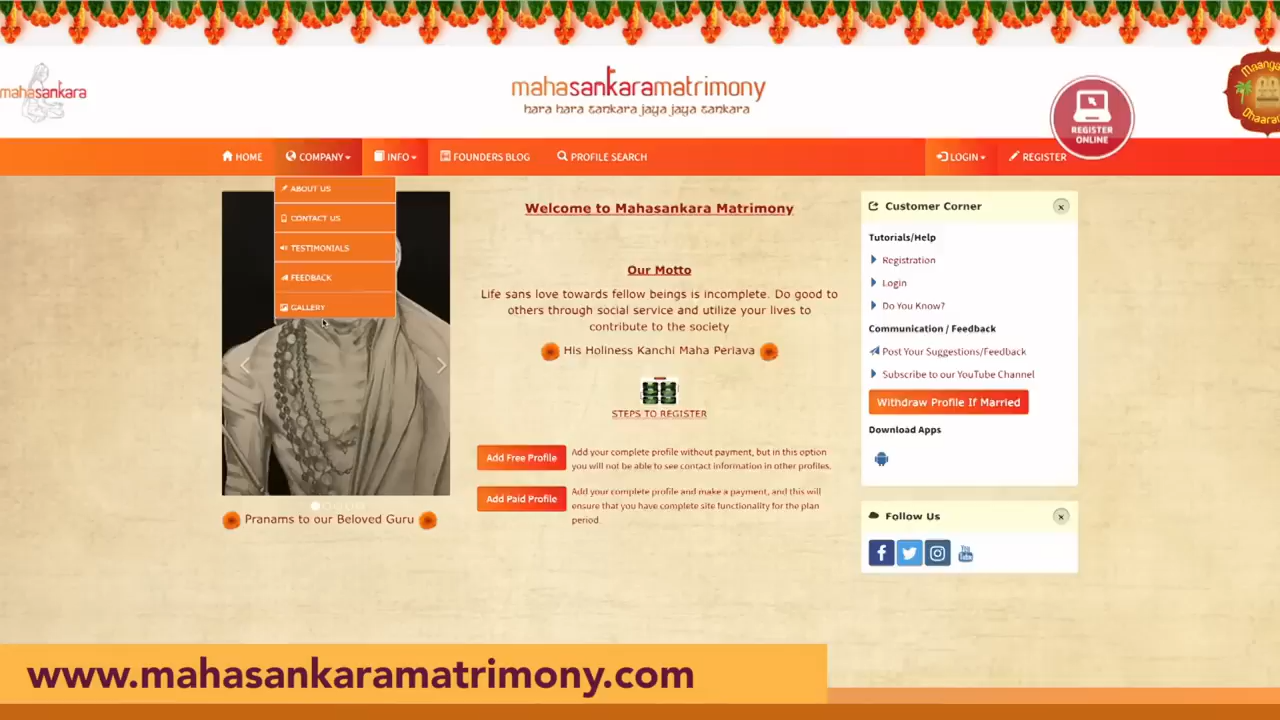 mahasankara
mahasankaramatrimony
hara hara sankara jaya jaya sankara
REGISTER
ONLINE
HOME
COMPANY
INFO
FOUNDERS BLOG
PROFILE SEARCH
LOGIN
REGISTER
ABOUT US
CONTACT US
TESTIMONIALS
FEEDBACK
GALLERY
Pranams to our Beloved Guru
Welcome to Mahasankara Matrimony
Our Motto
Life sans love towards fellow beings is incomplete. Do good to
others through social service and utilize your lives to
contribute to the society
His Holiness Kanchi Maha Periava
STEPS TO REGISTER
Add Free Profile
Add your complete profile without payment, but in this option
you will not be able to see contact information in other profiles.
Add Paid Profile
Add your complete profile and make a payment, and this will
ensure that you have complete site functionality for the plan
period.
Customer Corner
Tutorials/Help
Registration
Login
Do You Know?
Communication / Feedback
Post Your Suggestions/Feedback
Subscribe to our YouTube Channel
Withdraw Profile If Married
Download Apps
Follow Us
www.mahasankaramatrimony.com